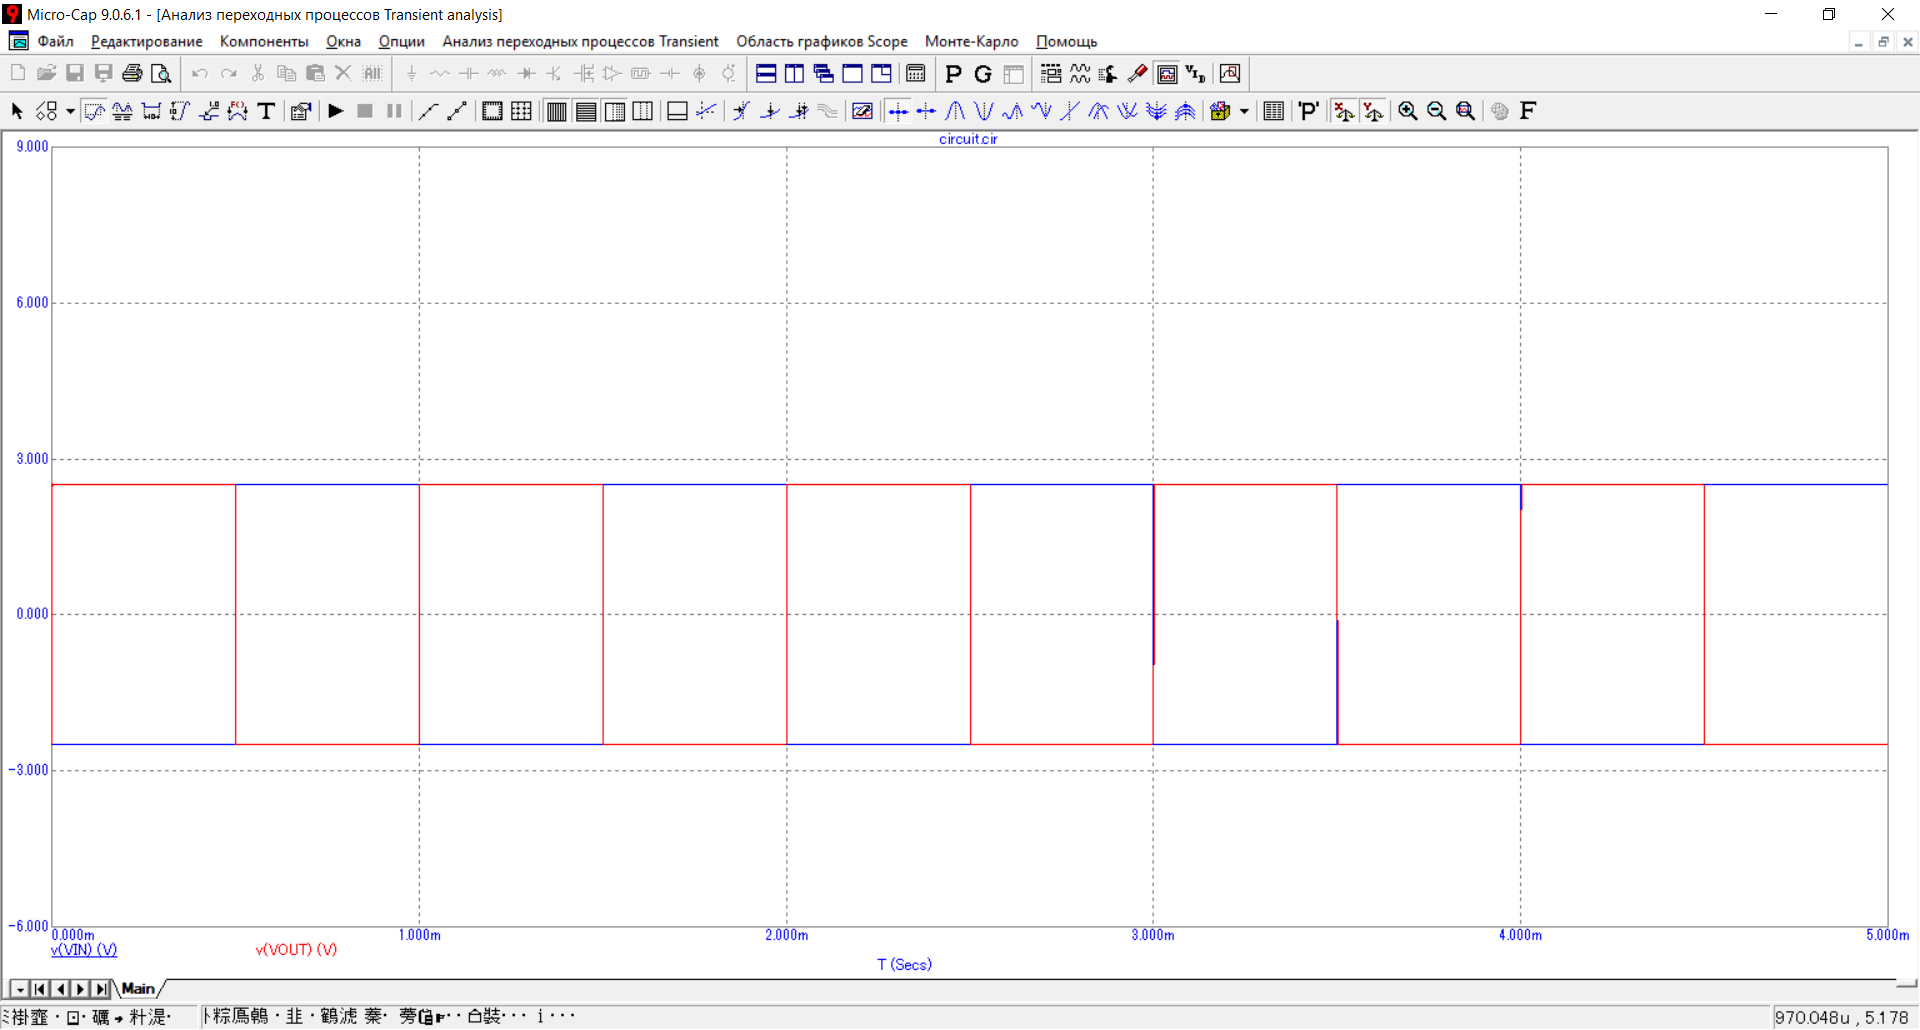 Micro-Cap 9.0.6.1 - [Анализ переходных процессов Transient analysis]
Файл Редактирование Компоненты Окна Опции Анализ переходных процессов Transient Область графиков Scope Монте-Карло Помощь
circuit.cir
9.000
6.000
3.000
0.000
-3.000
-6.000
0.000m 1.000m 2.000m 3.000m 4.000m 5.000m
v(VIN) (V) v(VOUT) (V)
T (Secs)
Main
970.048u , 5.178